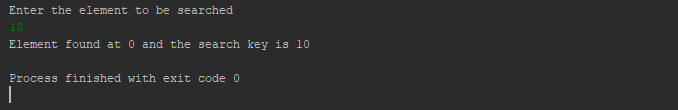 Enter the element to be searched
10
Element found at 0 and the search key is 10
Process finished with exit code 0